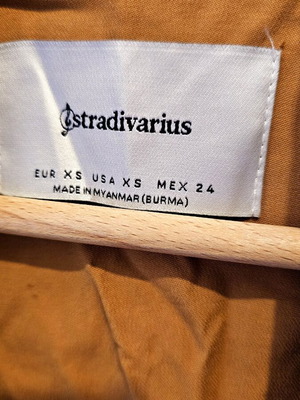 stradivarius
EUR XS USA XS MEX 24
MADE IN MYANMAR (BURMA)